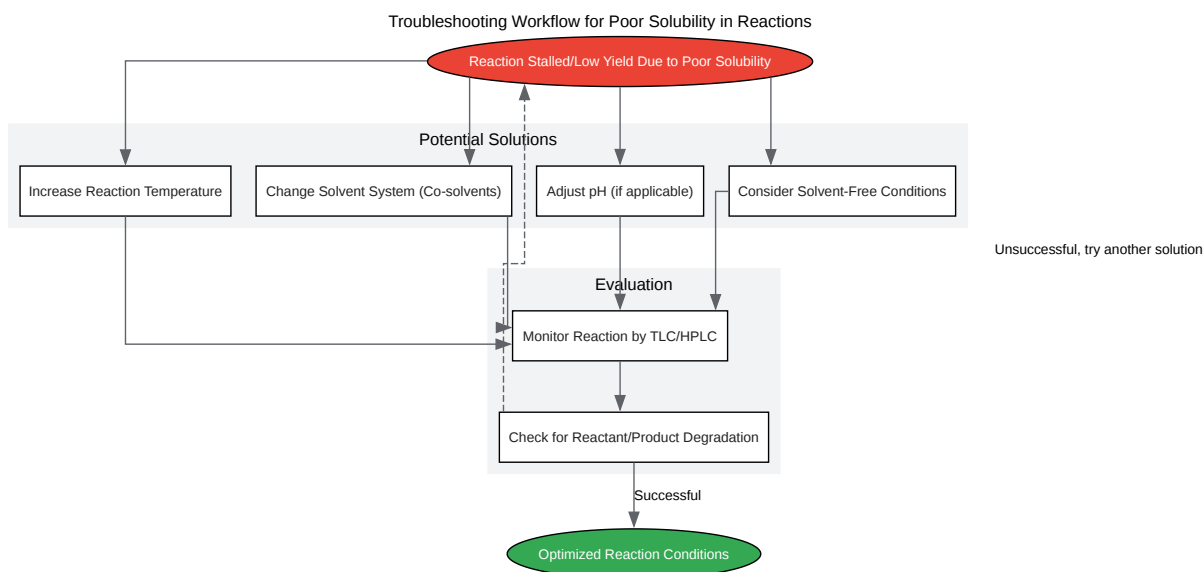 Troubleshooting Workflow for Poor Solubility in Reactions
Reaction Stalled/Low Yield Due to Poor Solubility
Potential Solutions
Increase Reaction Temperature
Change Solvent System (Co-solvents)
Adjust pH (if applicable)
Consider Solvent-Free Conditions
Unsuccessful, try another solution
Evaluation
Monitor Reaction by TLC/HPLC
Check for Reactant/Product Degradation
Successful
Optimized Reaction Conditions